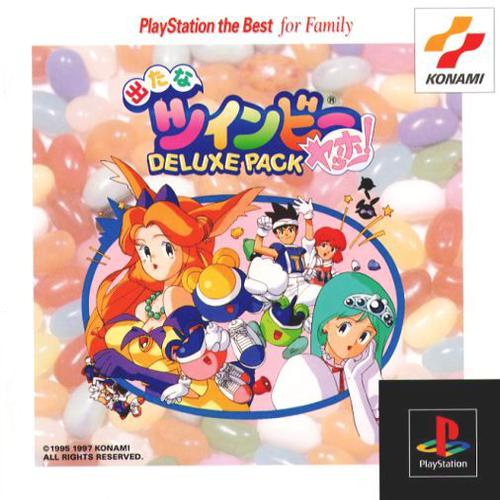 PlayStation the Best for Family
KONAMI
出たな
ツインビー®
ヤッホー!
DELUXE PACK
© 1995 1997 KONAMI
ALL RIGHTS RESERVED.
PlayStation